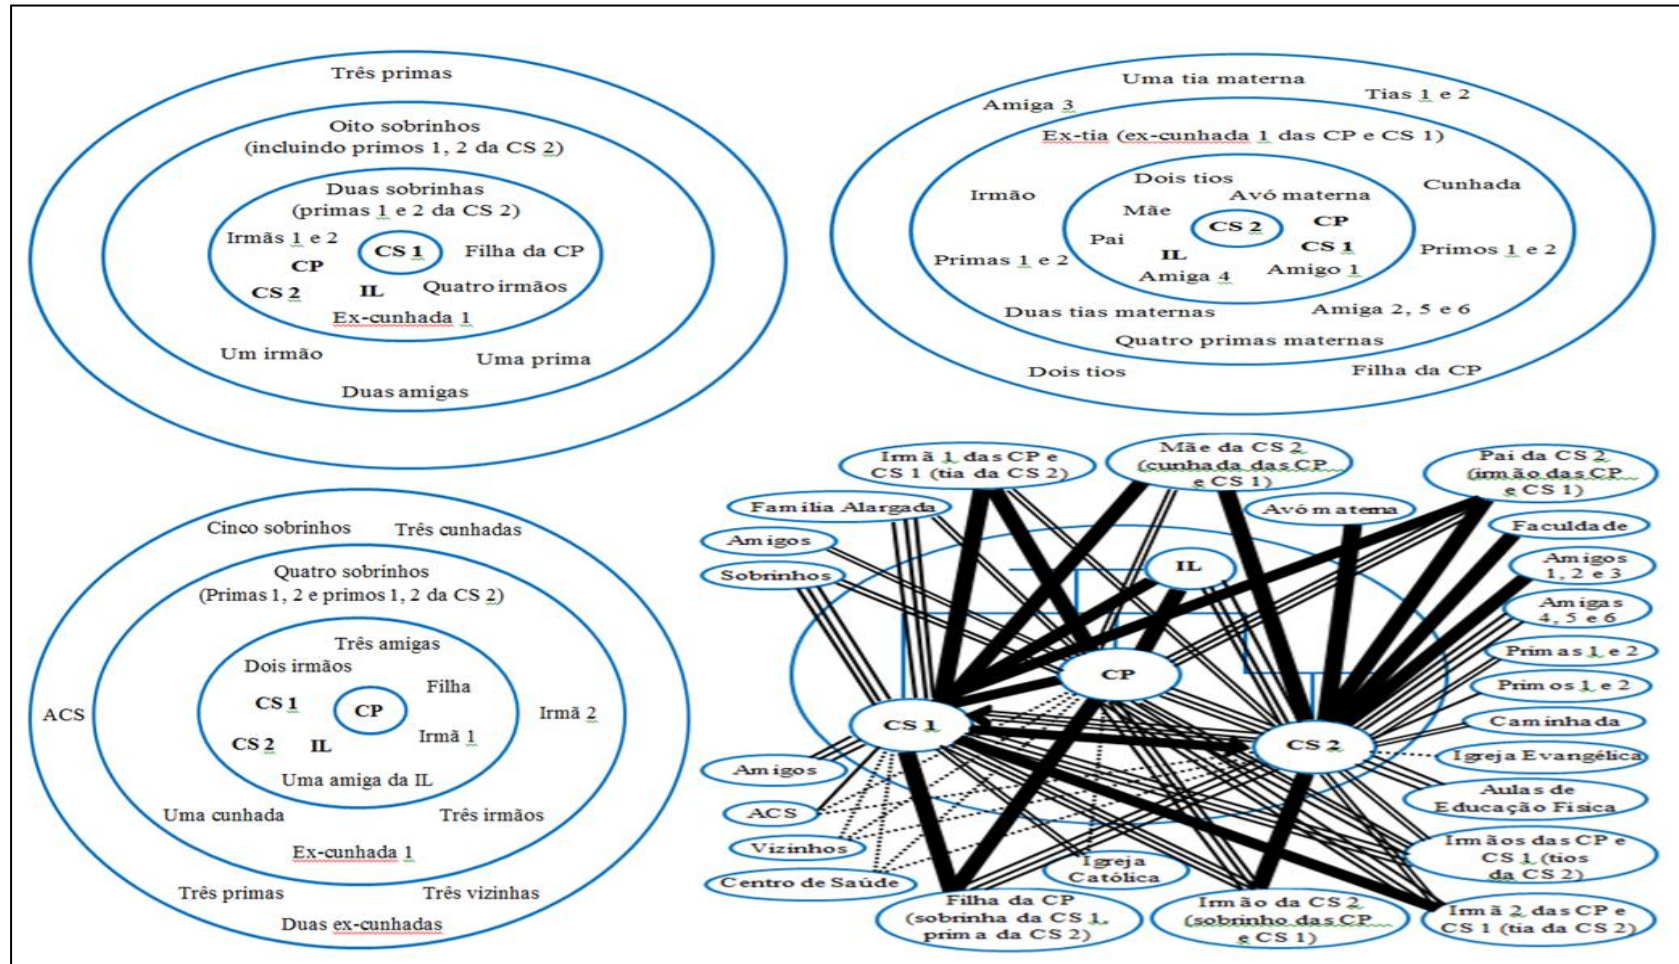 Três primas
Oito sobrinhos
(incluindo primos 1, 2 da CS 2)
Duas sobrinhas
(primas 1 e 2 da CS 2)
Irmãs 1 e 2
CS 1
Filha da CP
CP
CS 2
IL
Quatro irmãos
Ex-cunhada 1
Um irmão
Uma prima
Duas amigas
Uma tia materna
Tias 1 e 2
Amiga 3
Ex-tia (ex-cunhada 1 das CP e CS 1)
Dois tios
Avó materna
Irmão
Cunhada
Mãe
CS 2
CP
Pai
CS 1
IL
Primas 1 e 2
Primos 1 e 2
Amiga 4
Amigo 1
Duas tias maternas
Amiga 2, 5 e 6
Quatro primas maternas
Dois tios
Filha da CP
Cinco sobrinhos
Três cunhadas
Quatro sobrinhos
(Primas 1, 2 e primos 1, 2 da CS 2)
Três amigas
Dois irmãos
Filha
CS 1
CP
ACS
Irmã 2
CS 2
IL
Irmã 1
Uma amiga da IL
Uma cunhada
Três irmãos
Ex-cunhada 1
Três primas
Três vizinhas
Duas ex-cunhadas
Irmã 1 das CP e
CS 1 (tia da CS 2)
Mãe da CS 2
(cunhada das CP
e CS 1)
Pai da CS 2
(irmão das CP
e CS 1)
Família Alargada
Avó materna
Faculdade
Amigos
Sobrinhos
IL
Amigos
1, 2 e 3
Amigas
4, 5 e 6
Primas 1 e 2
CP
Primos 1 e 2
CS 1
CS 2
Caminhada
Igreja Evangélica
Amigos
Aulas de
Educação Física
ACS
Vizinhos
Irmãos das CP e
CS 1 (tios
da CS 2)
Centro de Saúde
Igreja
Católica
Filha da CP
(sobrinha da CS 1,
prima da CS 2)
Irmão da CS 2
(sobrinho das CP
e CS 1)
Irmã 2 das CP e
CS 1 (tia da CS 2)